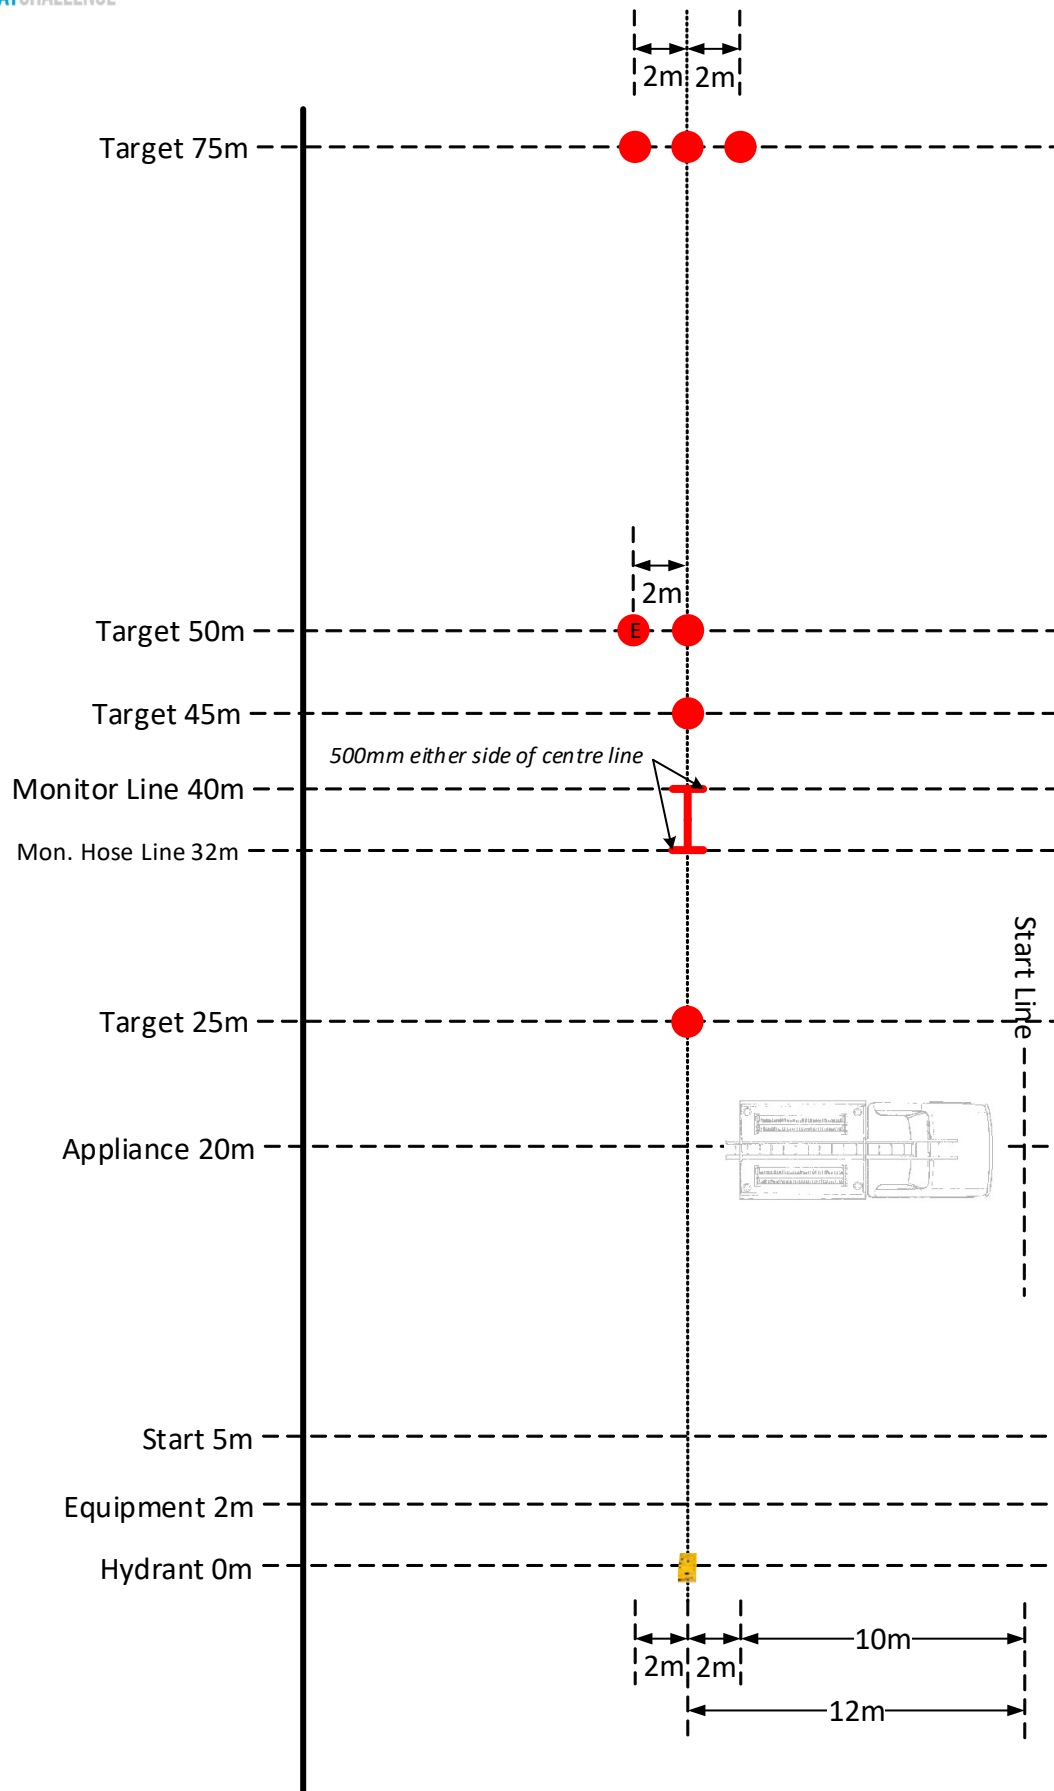 2m 2m
Target 75m
2m
Target 50m
E
Target 45m
500mm either side of centre line
Monitor Line 40m
Mon. Hose Line 32m
Start Line
Target 25m
Appliance 20m
Start 5m
Equipment 2m
Hydrant 0m
10m
2m 2m
12m